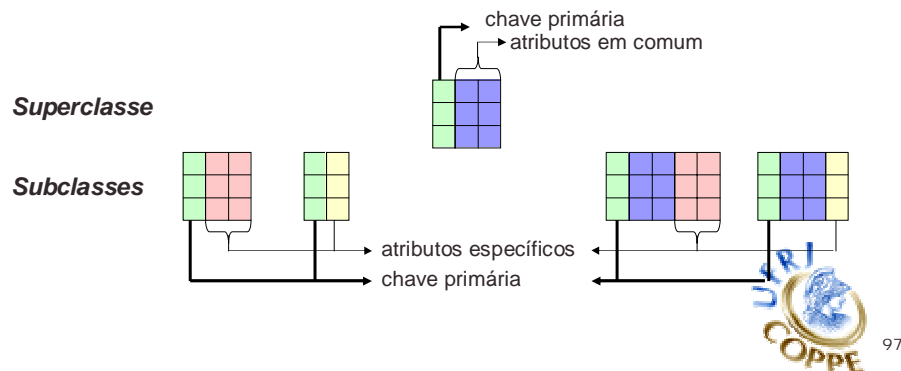 chave primária
atributos em comum
Superclasse
Subclasses
atributos específicos
chave primária
UFRJ
COPPE
97